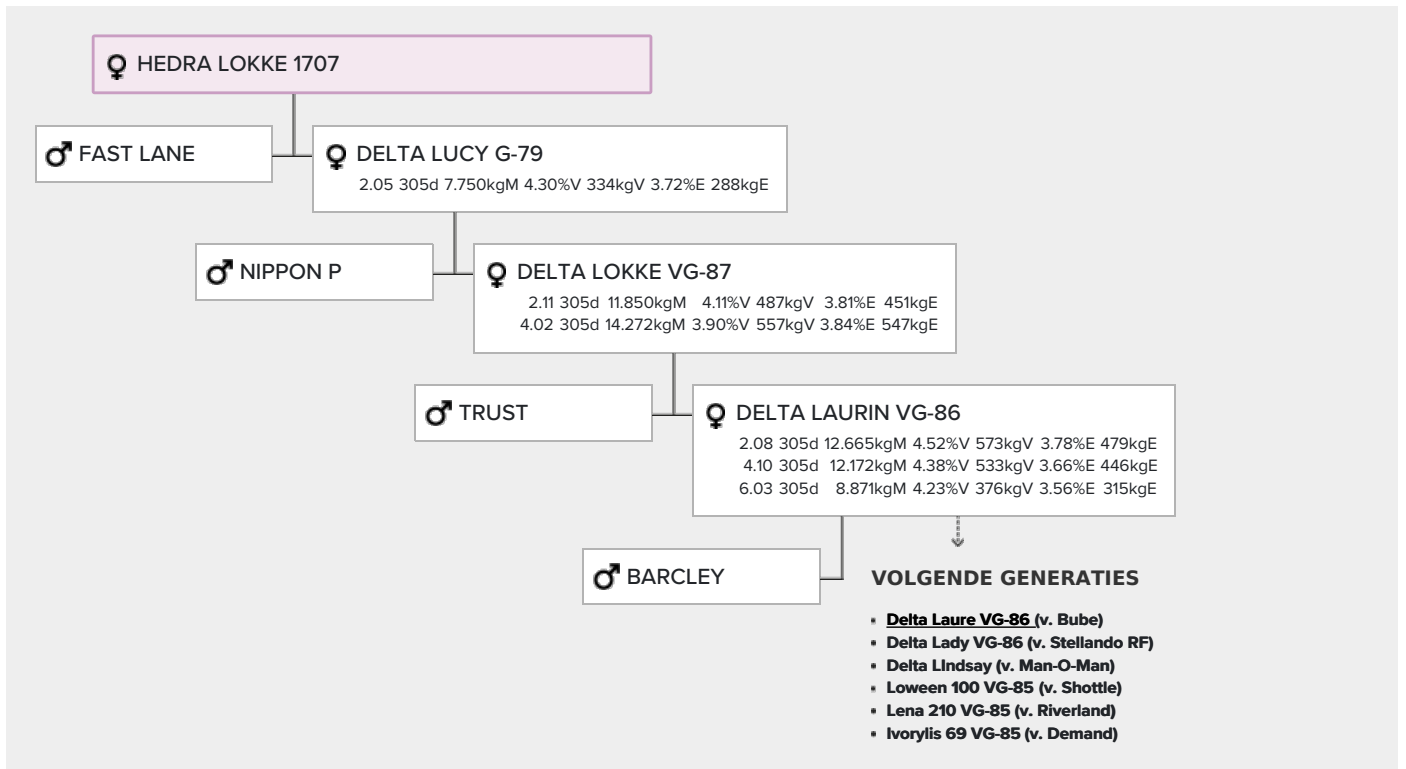 HEDRA LOKKE 1707
FAST LANE
DELTA LUCY G-79
2.05 305d 7.750kgM 4.30%V 334kgV 3.72%E 288kgE
NIPPON P
DELTA LOKKE VG-87
2.11 305d 11.850kgM 4.11%V 487kgV 3.81%E 451kgE
4.02 305d 14.272kgM 3.90%V 557kgV 3.84%E 547kgE
TRUST
DELTA LAURIN VG-86
2.08 305d 12.665kgM 4.52%V 573kgV 3.78%E 479kgE
4.10 305d 12.172kgM 4.38%V 533kgV 3.66%E 446kgE
6.03 305d 8.871kgM 4.23%V 376kgV 3.56%E 315kgE
BARCLEY
VOLGENDE GENERATIES
• Delta Laure VG-86 (v. Bube)
• Delta Lady VG-86 (v. Stellando RF)
• Delta LIndsay (v. Man-O-Man)
• Loween 100 VG-85 (v. Shottle)
• Lena 210 VG-85 (v. Riverland)
• Ivorylis 69 VG-85 (v. Demand)